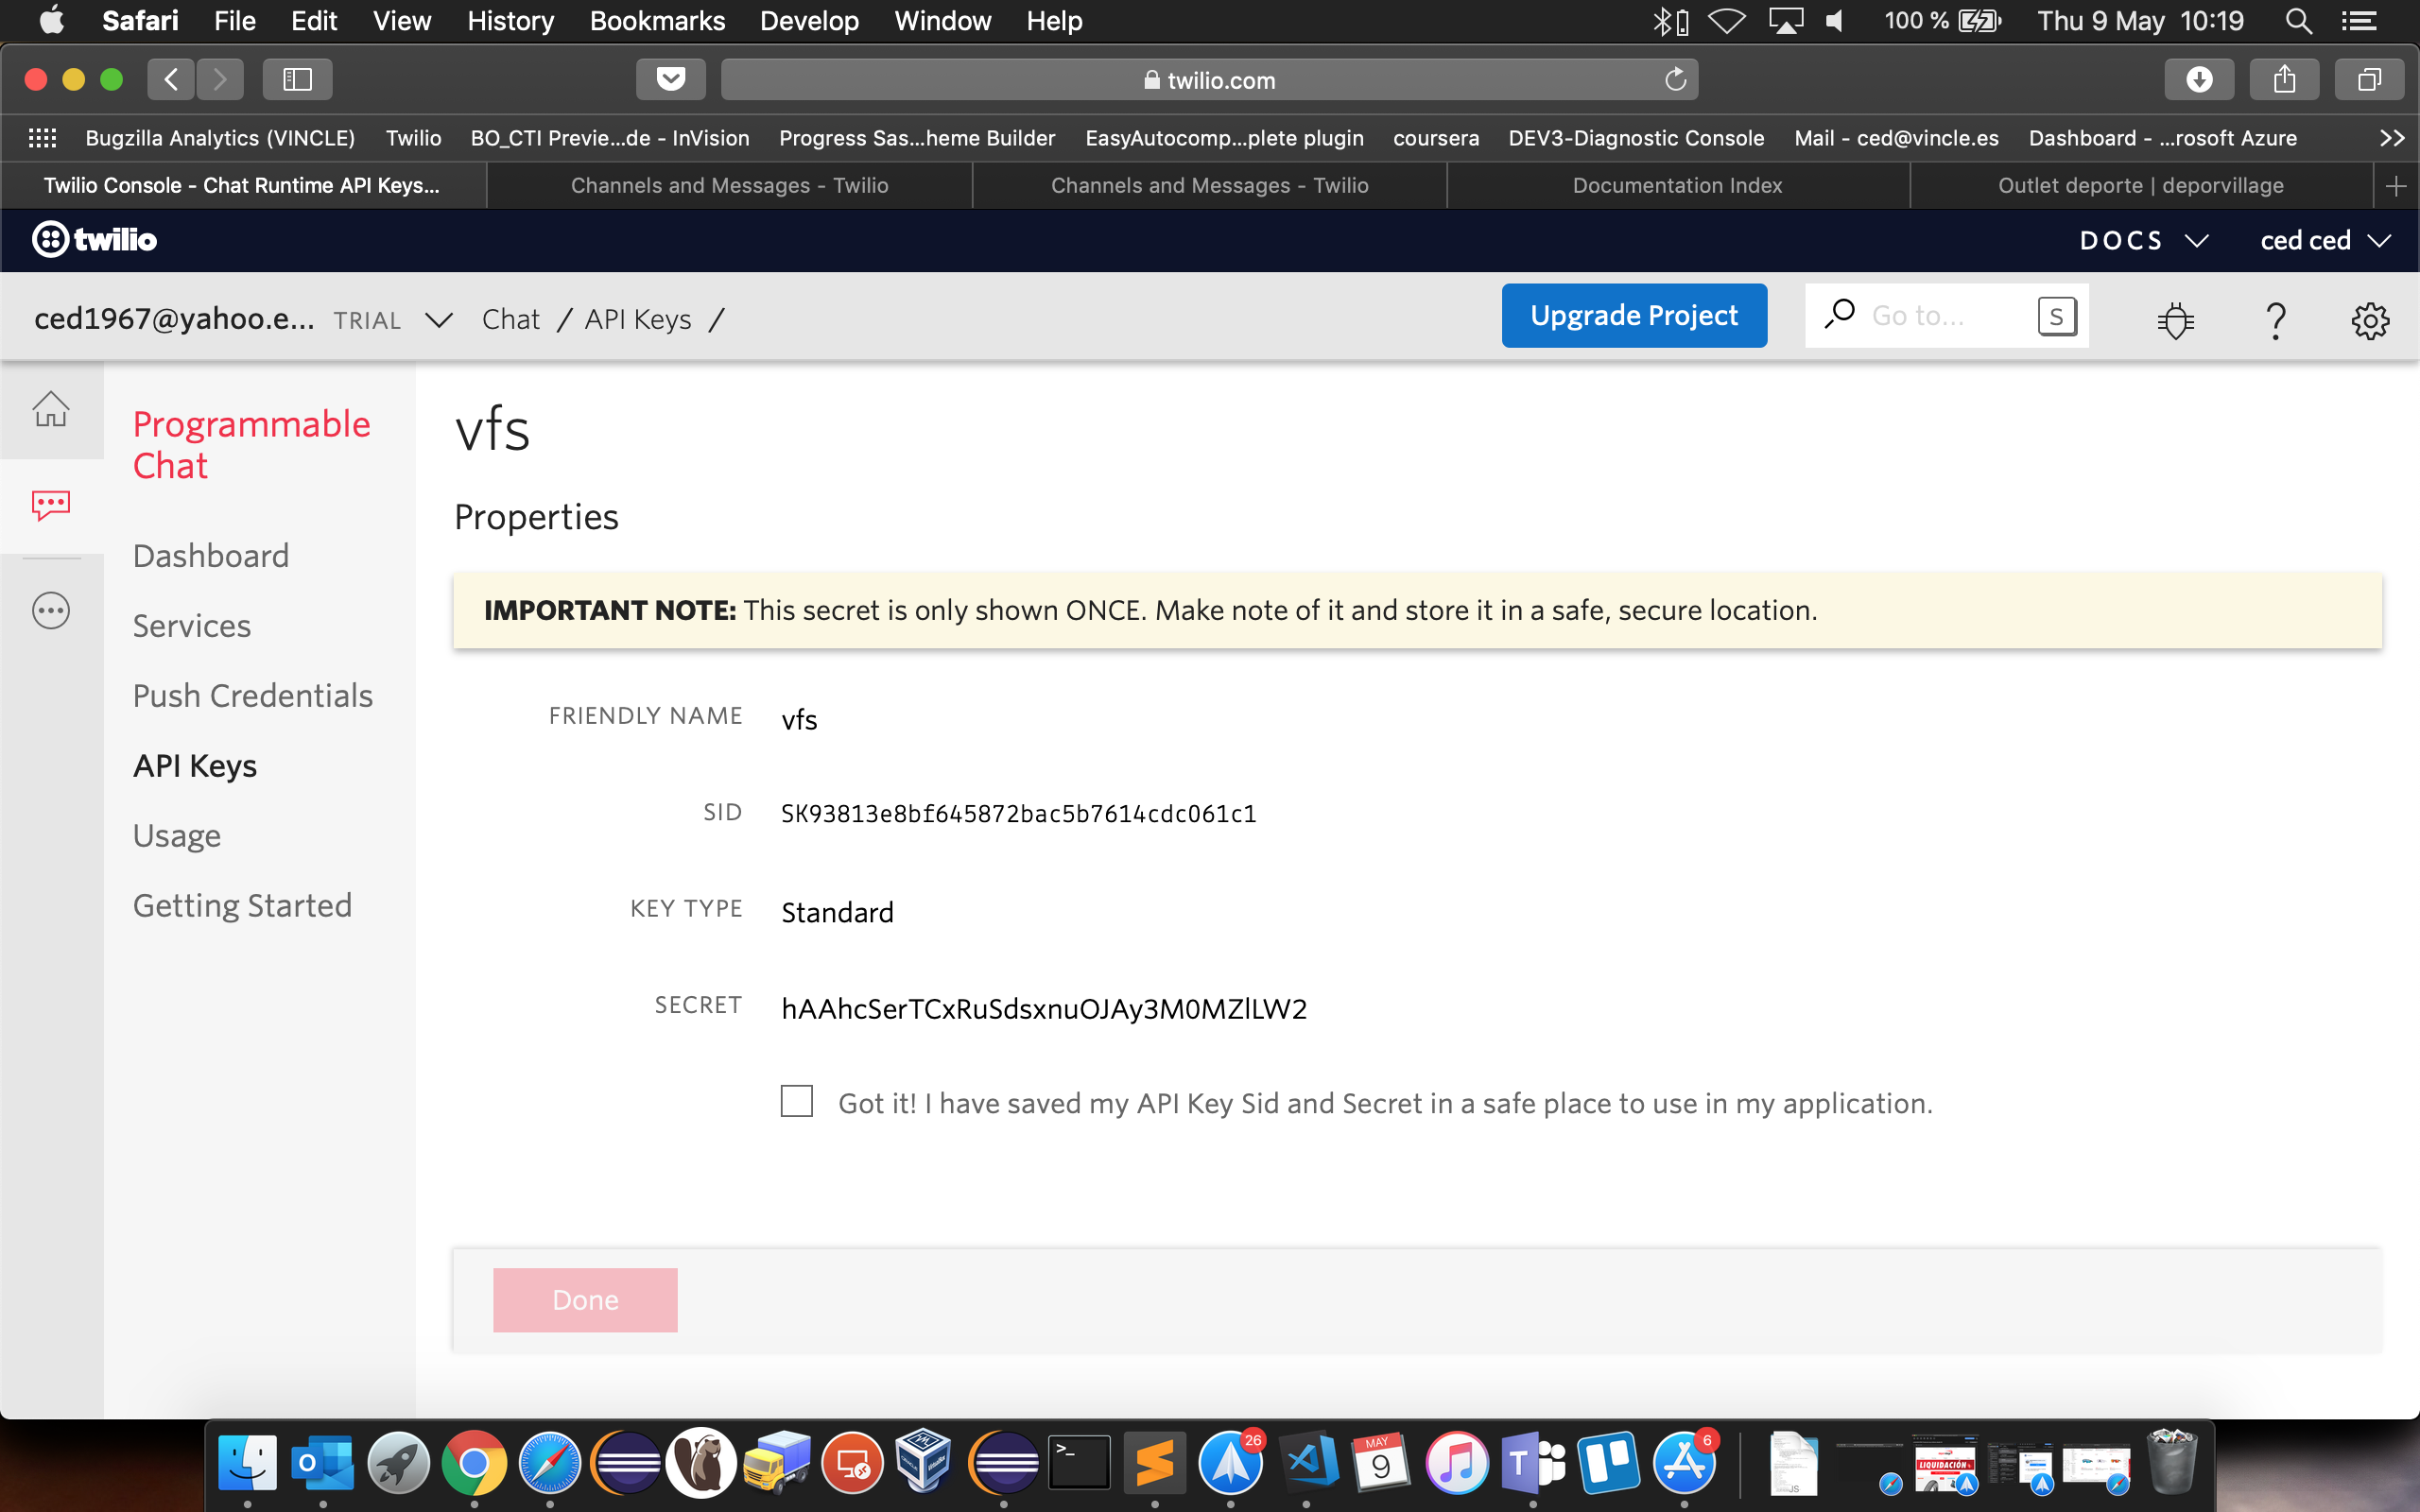 Safari File Edit View History Bookmarks Develop Window Help 100 % Thu 9 May 10:19
twilio.com
Bugzilla Analytics (VINCLE) Twilio BO_CTI Previe...de - InVision Progress Sas...heme Builder EasyAutocomp...plete plugin coursera DEV3-Diagnostic Console Mail - ced@vincle.es Dashboard - ...rosoft Azure
Twilio Console - Chat Runtime API Keys... Channels and Messages - Twilio Channels and Messages - Twilio Documentation Index Outlet deporte | deporvillage
twilio DOCS ced ced
ced1967@yahoo.e... TRIAL Chat / API Keys / Upgrade Project Go to... S
Programmable
Chat
Dashboard
Services
Push Credentials
API Keys
Usage
Getting Started
vfs
Properties
IMPORTANT NOTE: This secret is only shown ONCE. Make note of it and store it in a safe, secure location.
FRIENDLY NAME vfs
SID SK93813e8bf645872bac5b7614cdc061c1
KEY TYPE Standard
SECRET hAAhcSerTCxRuSdsxnuOJAy3M0MZlLW2
Got it! I have saved my API Key Sid and Secret in a safe place to use in my application.
Done
26
MAY
9
6
LIQUIDACIÓN